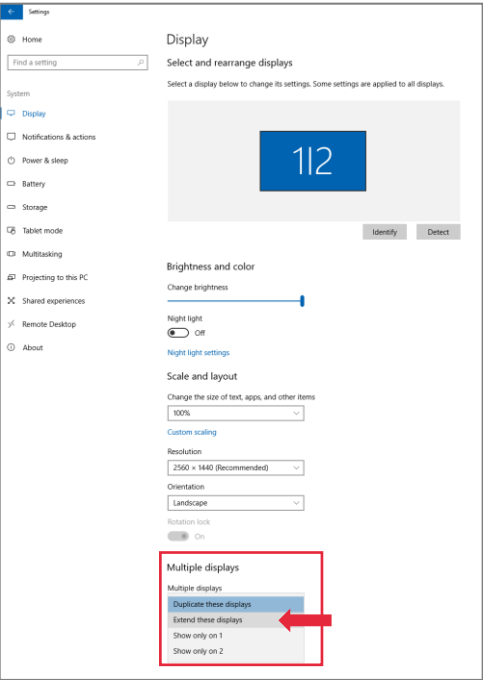 Settings
Home
Find a setting
System
Display
Notifications & actions
Power & sleep
Battery
Storage
Tablet mode
Multitasking
Projecting to this PC
Shared experiences
Remote Desktop
About
Display
Select and rearrange displays
Select a display below to change its settings. Some settings are applied to all displays.
1|2
Identify Detect
Brightness and color
Change brightness
Night light
Off
Night light settings
Scale and layout
Change the size of text, apps, and other items
100%
Custom scaling
Resolution
2560 × 1440 (Recommended)
Orientation
Landscape
Rotation lock
On
Multiple displays
Multiple displays
Duplicate these displays
Extend these displays
Show only on 1
Show only on 2